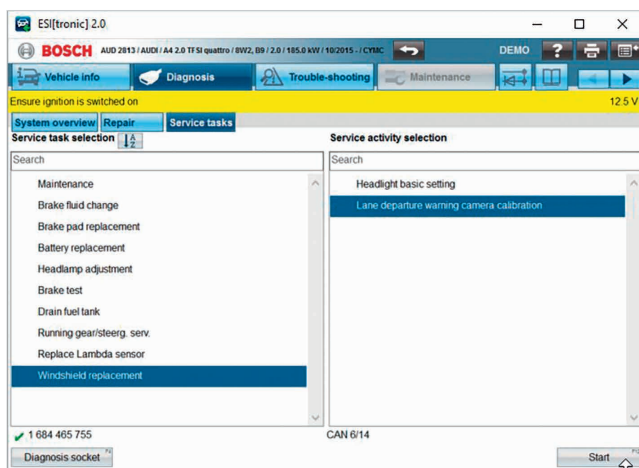 ESI[tronic] 2.0
BOSCH AUD 2813 / AUDI / A4 2.0 TFSI quattro / 8W2, B9 / 2.0 / 185.0 kW / 10/2015 - / CYMC DEMO ?
Vehicle info Diagnosis Trouble-shooting Maintenance
Ensure ignition is switched on 12.5 V
System overview Repair Service tasks
Service task selection A Z Service activity selection
Search Search
Maintenance Headlight basic setting
Brake fluid change Lane departure warning camera calibration
Brake pad replacement
Battery replacement
Headlamp adjustment
Brake test
Drain fuel tank
Running gear/steerg. serv.
Replace Lambda sensor
Windshield replacement
1 684 465 755 CAN 6/14
Diagnosis socket Start